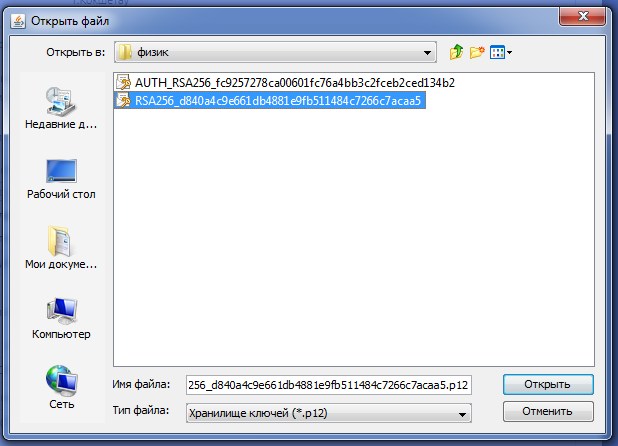 г.Кокшетау
Открыть файл
Открыть в:
физик
AUTH_RSA256_fc9257278ca00601fc76a4bb3c2fceb2ced134b2
RSA256_d840a4c9e661db4881e9fb511484c7266c7acaa5
Недавние д...
Рабочий стол
Мои докуме...
Компьютер
Сеть
Имя файла:
256_d840a4c9e661db4881e9fb511484c7266c7acaa5.p12
Открыть
Тип файла:
Хранилище ключей (*.p12)
Отменить